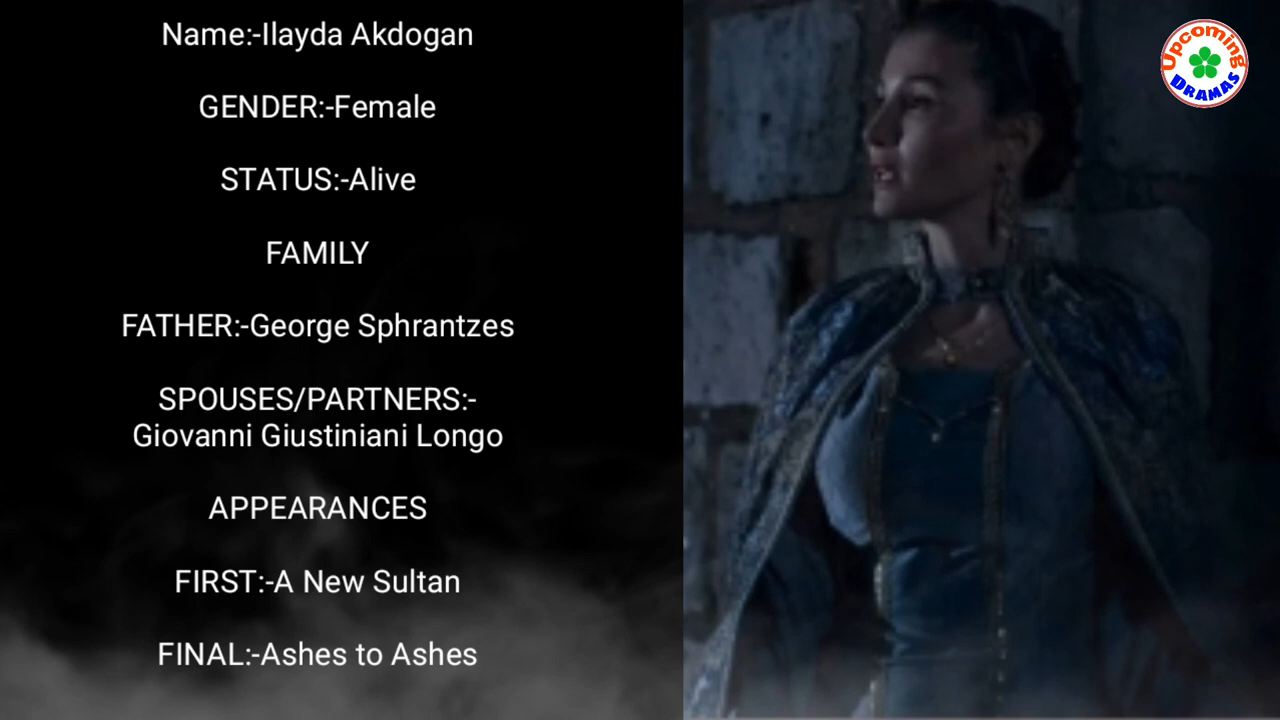 Name:-Ilayda Akdogan
GENDER:-Female
STATUS:-Alive
FAMILY
FATHER:-George Sphrantzes
SPOUSES/PARTNERS:-
Giovanni Giustiniani Longo
APPEARANCES
FIRST:-A New Sultan
FINAL:-Ashes to Ashes
Upcoming
DRAMAS